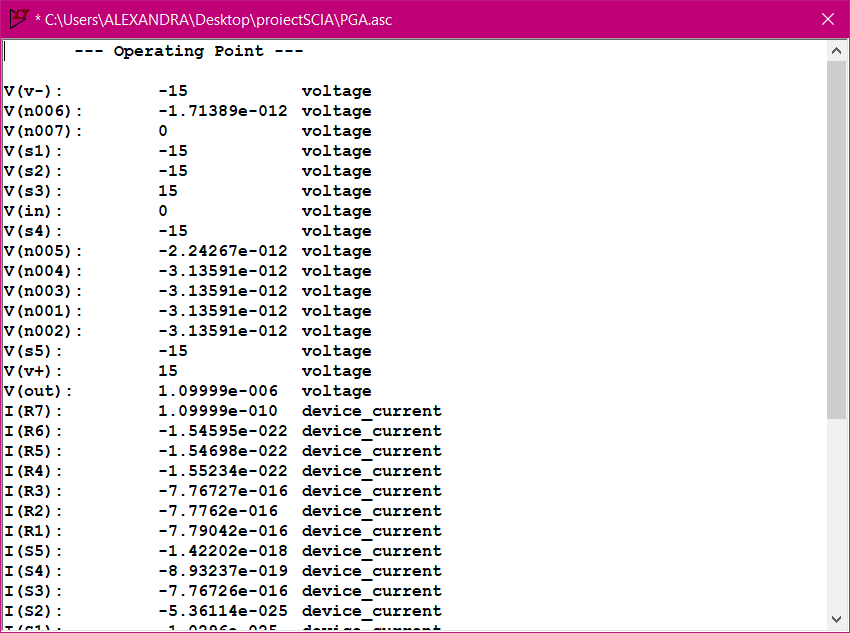 * C:\Users\ALEXANDRA\Desktop\proiectSCIA\PGA.asc
--- Operating Point ---
V(v-): -15 voltage
V(n006): -1.71389e-012 voltage
V(n007): 0 voltage
V(s1): -15 voltage
V(s2): -15 voltage
V(s3): 15 voltage
V(in): 0 voltage
V(s4): -15 voltage
V(n005): -2.24267e-012 voltage
V(n004): -3.13591e-012 voltage
V(n003): -3.13591e-012 voltage
V(n001): -3.13591e-012 voltage
V(n002): -3.13591e-012 voltage
V(s5): -15 voltage
V(v+): 15 voltage
V(out): 1.09999e-006 voltage
I(R7): 1.09999e-010 device_current
I(R6): -1.54595e-022 device_current
I(R5): -1.54698e-022 device_current
I(R4): -1.55234e-022 device_current
I(R3): -7.76727e-016 device_current
I(R2): -7.7762e-016 device_current
I(R1): -7.79042e-016 device_current
I(S5): -1.42202e-018 device_current
I(S4): -8.93237e-019 device_current
I(S3): -7.76726e-016 device_current
I(S2): -5.36114e-025 device_current